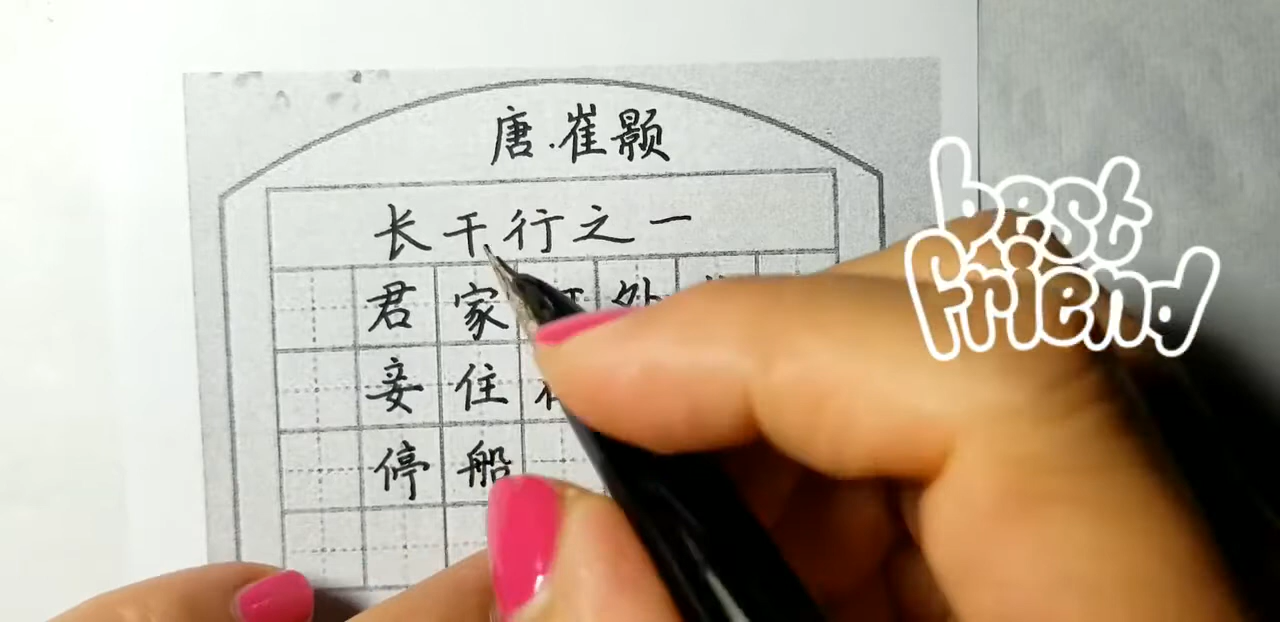 唐.崔颢
长干行之一
君家
妾住
停船
best
friend